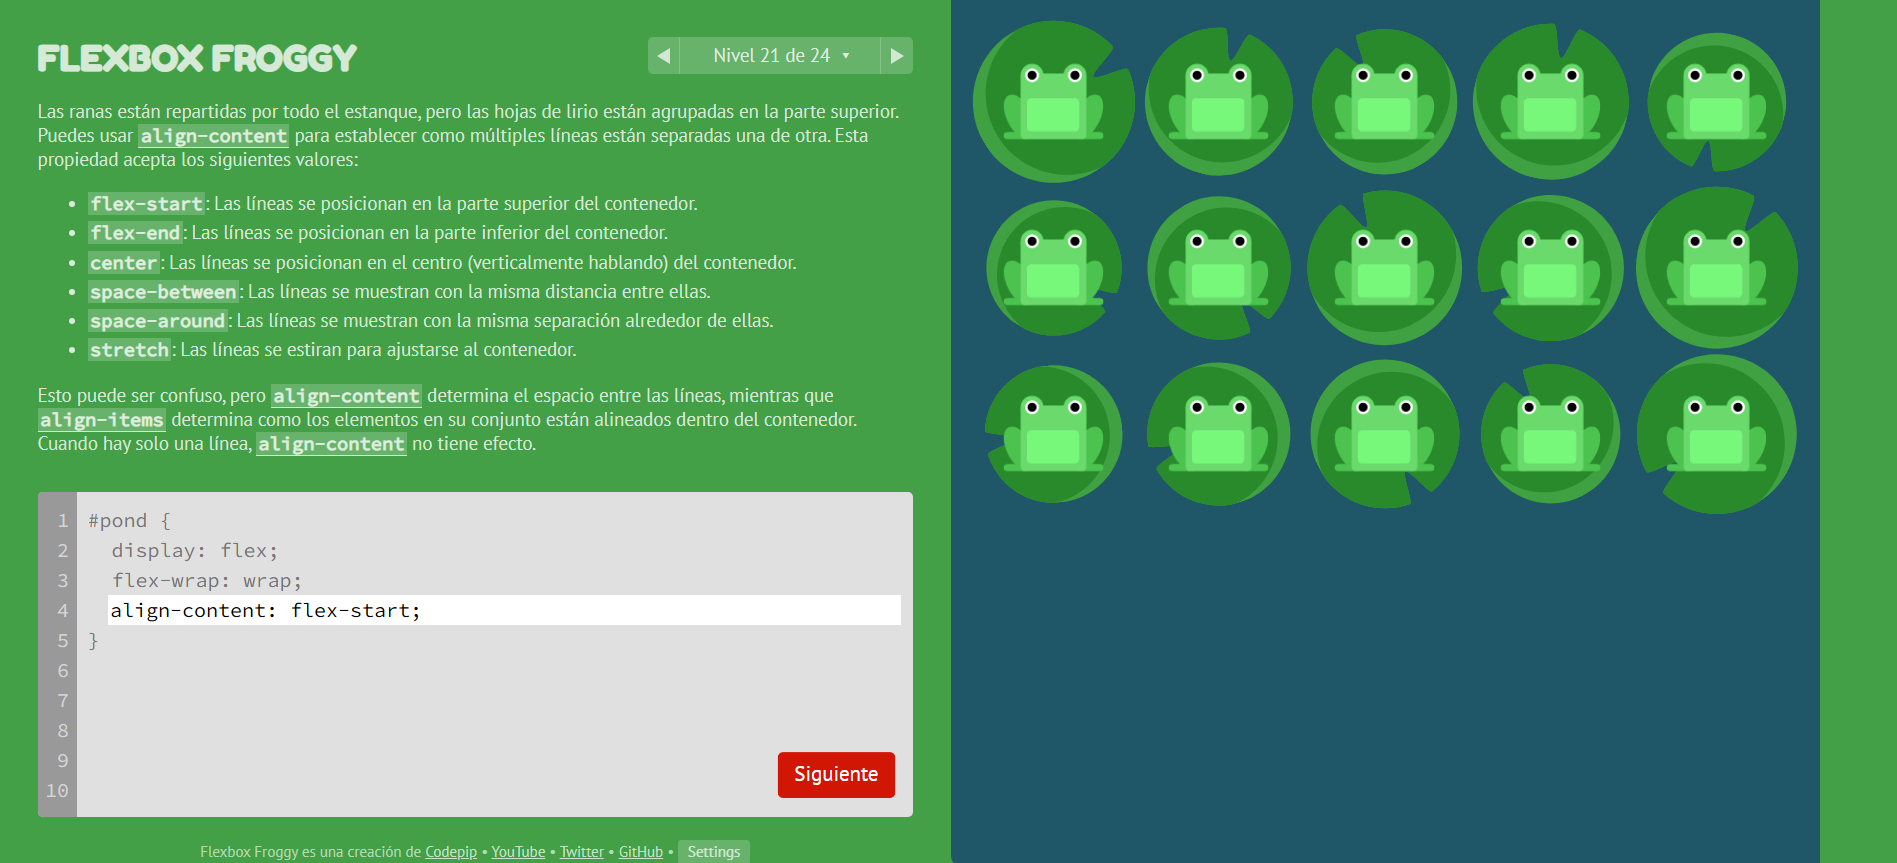 FLEXBOX FROGGY
◀ Nivel 21 de 24 ▾ ▶
Las ranas están repartidas por todo el estanque, pero las hojas de lirio están agrupadas en la parte superior.
Puedes usar align-content para establecer como múltiples líneas están separadas una de otra. Esta
propiedad acepta los siguientes valores:
• flex-start: Las líneas se posicionan en la parte superior del contenedor.
• flex-end: Las líneas se posicionan en la parte inferior del contenedor.
• center: Las líneas se posicionan en el centro (verticalmente hablando) del contenedor.
• space-between: Las líneas se muestran con la misma distancia entre ellas.
• space-around: Las líneas se muestran con la misma separación alrededor de ellas.
• stretch: Las líneas se estiran para ajustarse al contenedor.
Esto puede ser confuso, pero align-content determina el espacio entre las líneas, mientras que
align-items determina como los elementos en su conjunto están alineados dentro del contenedor.
Cuando hay solo una línea, align-content no tiene efecto.
1 #pond {
2 display: flex;
3 flex-wrap: wrap;
4 align-content: flex-start;
5 }
6
7
8
9
10
Siguiente
Flexbox Froggy es una creación de Codepip • YouTube • Twitter • GitHub • Settings